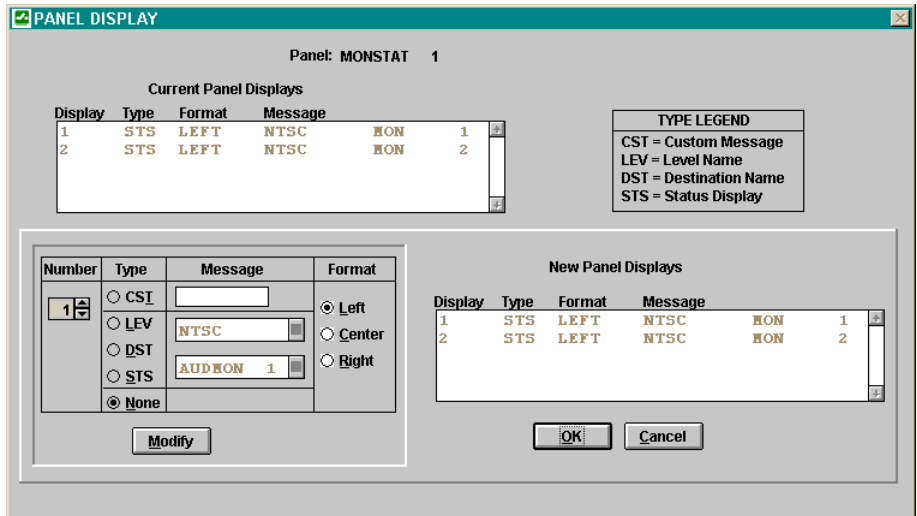 PANEL DISPLAY
Panel: MONSTAT 1
Current Panel Displays
Display Type Format Message
1 STS LEFT NTSC MON 1
2 STS LEFT NTSC MON 2
TYPE LEGEND
CST = Custom Message
LEV = Level Name
DST = Destination Name
STS = Status Display
Number Type Message Format
1
CST
LEV
DST
STS
None
NTSC
AUDMON 1
Left
Center
Right
Modify
New Panel Displays
Display Type Format Message
1 STS LEFT NTSC MON 1
2 STS LEFT NTSC MON 2
OK Cancel